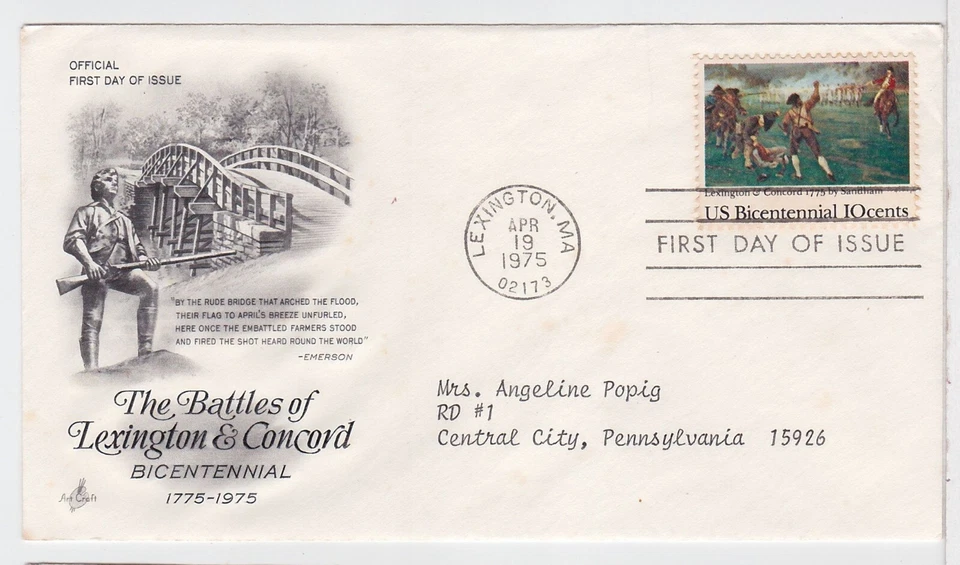 OFFICIAL
FIRST DAY OF ISSUE
"BY THE RUDE BRIDGE THAT ARCHED THE FLOOD,
THEIR FLAG TO APRIL'S BREEZE UNFURLED,
HERE ONCE THE EMBATTLED FARMERS STOOD
AND FIRED THE SHOT HEARD ROUND THE WORLD"
-EMERSON
The Battles of
Lexington & Concord
BICENTENNIAL
1775-1975
Art Craft
LEXINGTON, MA
APR
19
1975
02173
Lexington & Concord 1775 by Sandham
US Bicentennial 10cents
FIRST DAY OF ISSUE
Mrs. Angeline Popig
RD #1
Central City, Pennsylvania 15926